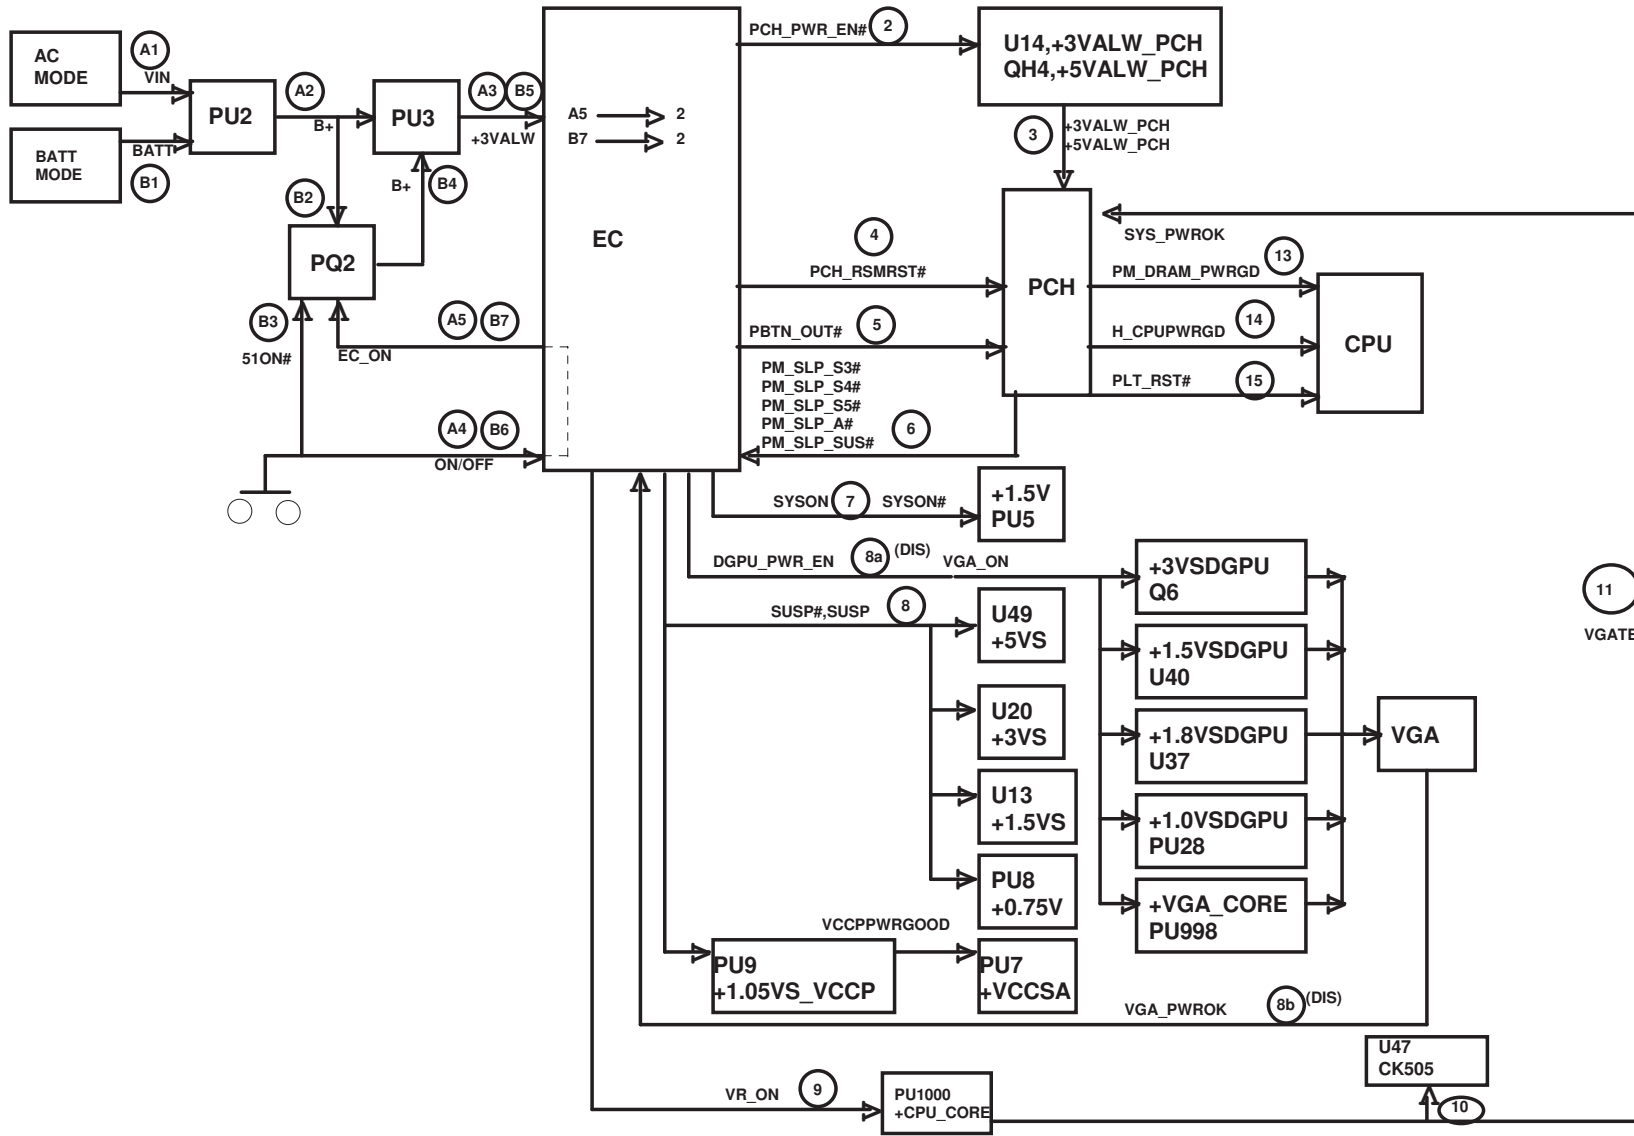 AC
MODE
A1
VIN
PU2
A2
B+
PU3
A3
B5
+3VALW
BATT
MODE
BATT
B1
B2
B+
B4
PQ2
B3
51ON#
EC_ON
A5
B7
A4
B6
ON/OFF
A5
2
B7
2
EC
PCH_PWR_EN#
2
U14,+3VALW_PCH
QH4,+5VALW_PCH
3
+3VALW_PCH
+5VALW_PCH
4
PCH_RSMRST#
PBTN_OUT#
5
PM_SLP_S3#
PM_SLP_S4#
PM_SLP_S5#
PM_SLP_A#
PM_SLP_SUS#
6
PCH
SYS_PWROK
PM_DRAM_PWRGD
13
H_CPUPWRGD
14
PLT_RST#
15
CPU
SYSON
7
SYSON#
+1.5V
PU5
DGPU_PWR_EN
8a
(DIS)
VGA_ON
SUSP#,SUSP
8
U49
+5VS
U20
+3VS
U13
+1.5VS
PU8
+0.75V
+3VSDGPU
Q6
+1.5VSDGPU
U40
+1.8VSDGPU
U37
+1.0VSDGPU
PU28
+VGA_CORE
PU998
VGA
11
VGATE
VCCPPWRGOOD
PU9
+1.05VS_VCCP
PU7
+VCCSA
VGA_PWROK
8b
(DIS)
U47
CK505
VR_ON
9
PU1000
+CPU_CORE
10